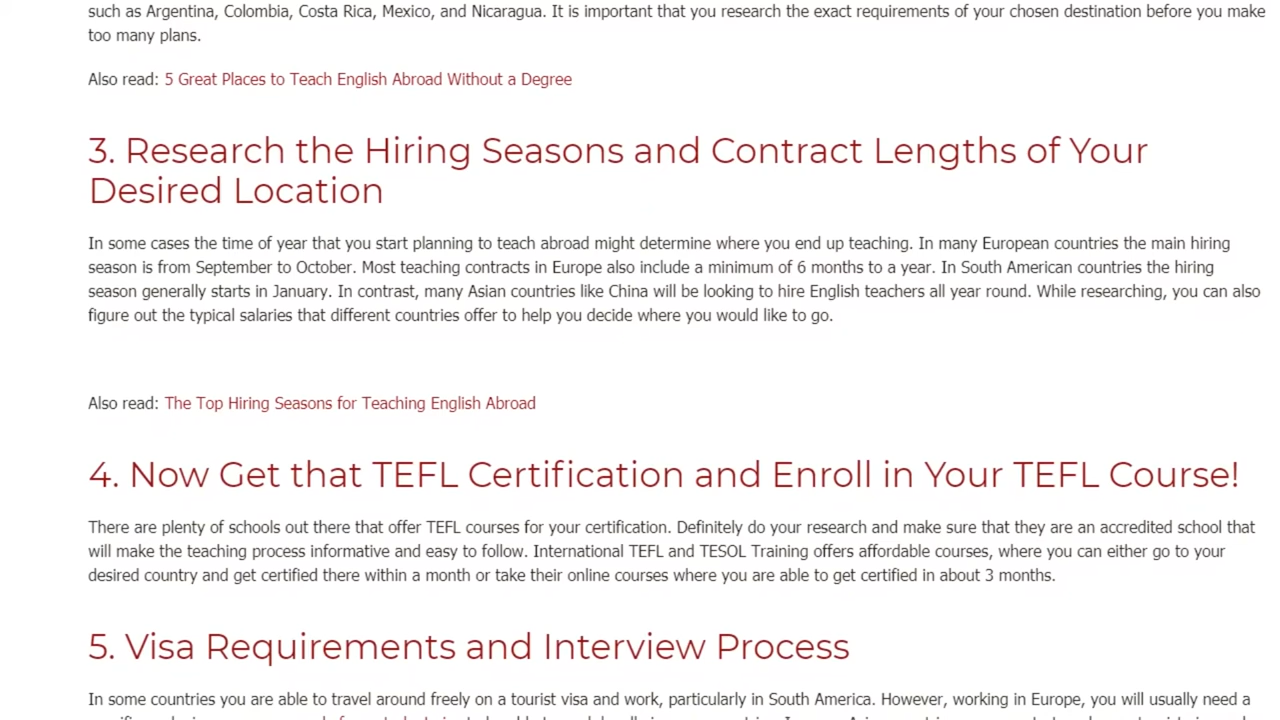 such as Argentina, Colombia, Costa Rica, Mexico, and Nicaragua. It is important that you research the exact requirements of your chosen destination before you make
too many plans.
Also read: 5 Great Places to Teach English Abroad Without a Degree
3. Research the Hiring Seasons and Contract Lengths of Your
Desired Location
In some cases the time of year that you start planning to teach abroad might determine where you end up teaching. In many European countries the main hiring
season is from September to October. Most teaching contracts in Europe also include a minimum of 6 months to a year. In South American countries the hiring
season generally starts in January. In contrast, many Asian countries like China will be looking to hire English teachers all year round. While researching, you can also
figure out the typical salaries that different countries offer to help you decide where you would like to go.
Also read: The Top Hiring Seasons for Teaching English Abroad
4. Now Get that TEFL Certification and Enroll in Your TEFL Course!
There are plenty of schools out there that offer TEFL courses for your certification. Definitely do your research and make sure that they are an accredited school that
will make the teaching process informative and easy to follow. International TEFL and TESOL Training offers affordable courses, where you can either go to your
desired country and get certified there within a month or take their online courses where you are able to get certified in about 3 months.
5. Visa Requirements and Interview Process
In some countries you are able to travel around freely on a tourist visa and work, particularly in South America. However, working in Europe, you will usually need a